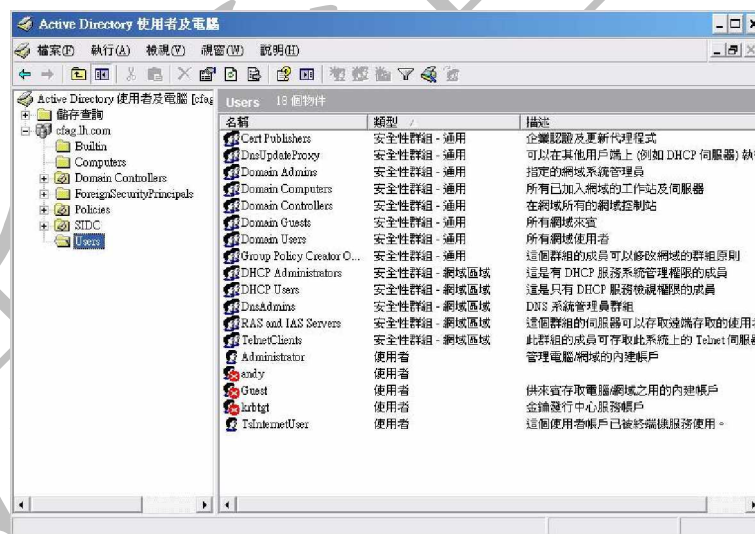 Active Directory 使用者及電腦
檔案(F) 執行(A) 檢視(V) 視窗(W) 說明(H)
Active Directory 使用者及電腦 [cfag
儲存查詢
cfag.lh.com
Builtin
Computers
Domain Controllers
ForeignSecurityPrincipals
Policies
SIDC
Users
Users 18 個物件
名稱 類型 描述
Cert Publishers 安全性群組 - 通用 企業認證及更新代理程式
DnsUpdateProxy 安全性群組 - 通用 可以在其他用戶端上 (例如 DHCP 伺服器) 執
Domain Admins 安全性群組 - 通用 指定的網域系統管理員
Domain Computers 安全性群組 - 通用 所有已加入網域的工作站及伺服器
Domain Controllers 安全性群組 - 通用 在網域所有的網域控制站
Domain Guests 安全性群組 - 通用 所有網域來賓
Domain Users 安全性群組 - 通用 所有網域使用者
Group Policy Creator O... 安全性群組 - 通用 這個群組的成員可以修改網域的群組原則
DHCP Administrators 安全性群組 - 網域區域 這是有 DHCP 服務系統管理權限的成員
DHCP Users 安全性群組 - 網域區域 這是只有 DHCP 服務檢視權限的成員
DnsAdmins 安全性群組 - 網域區域 DNS 系統管理員群組
RAS and IAS Servers 安全性群組 - 網域區域 這個群組的伺服器可以存取遠端存取的使用者
TelnetClients 安全性群組 - 網域區域 此群組的成員可存取此系統上的 Telnet 伺服器
Administrator 使用者 管理電腦/網域的內建帳戶
andy 使用者
Guest 使用者 供來賓存取電腦/網域之用的內建帳戶
krbtgt 使用者 金鑰發行中心服務帳戶
TsInternetUser 使用者 這個使用者帳戶已被終端機服務使用。